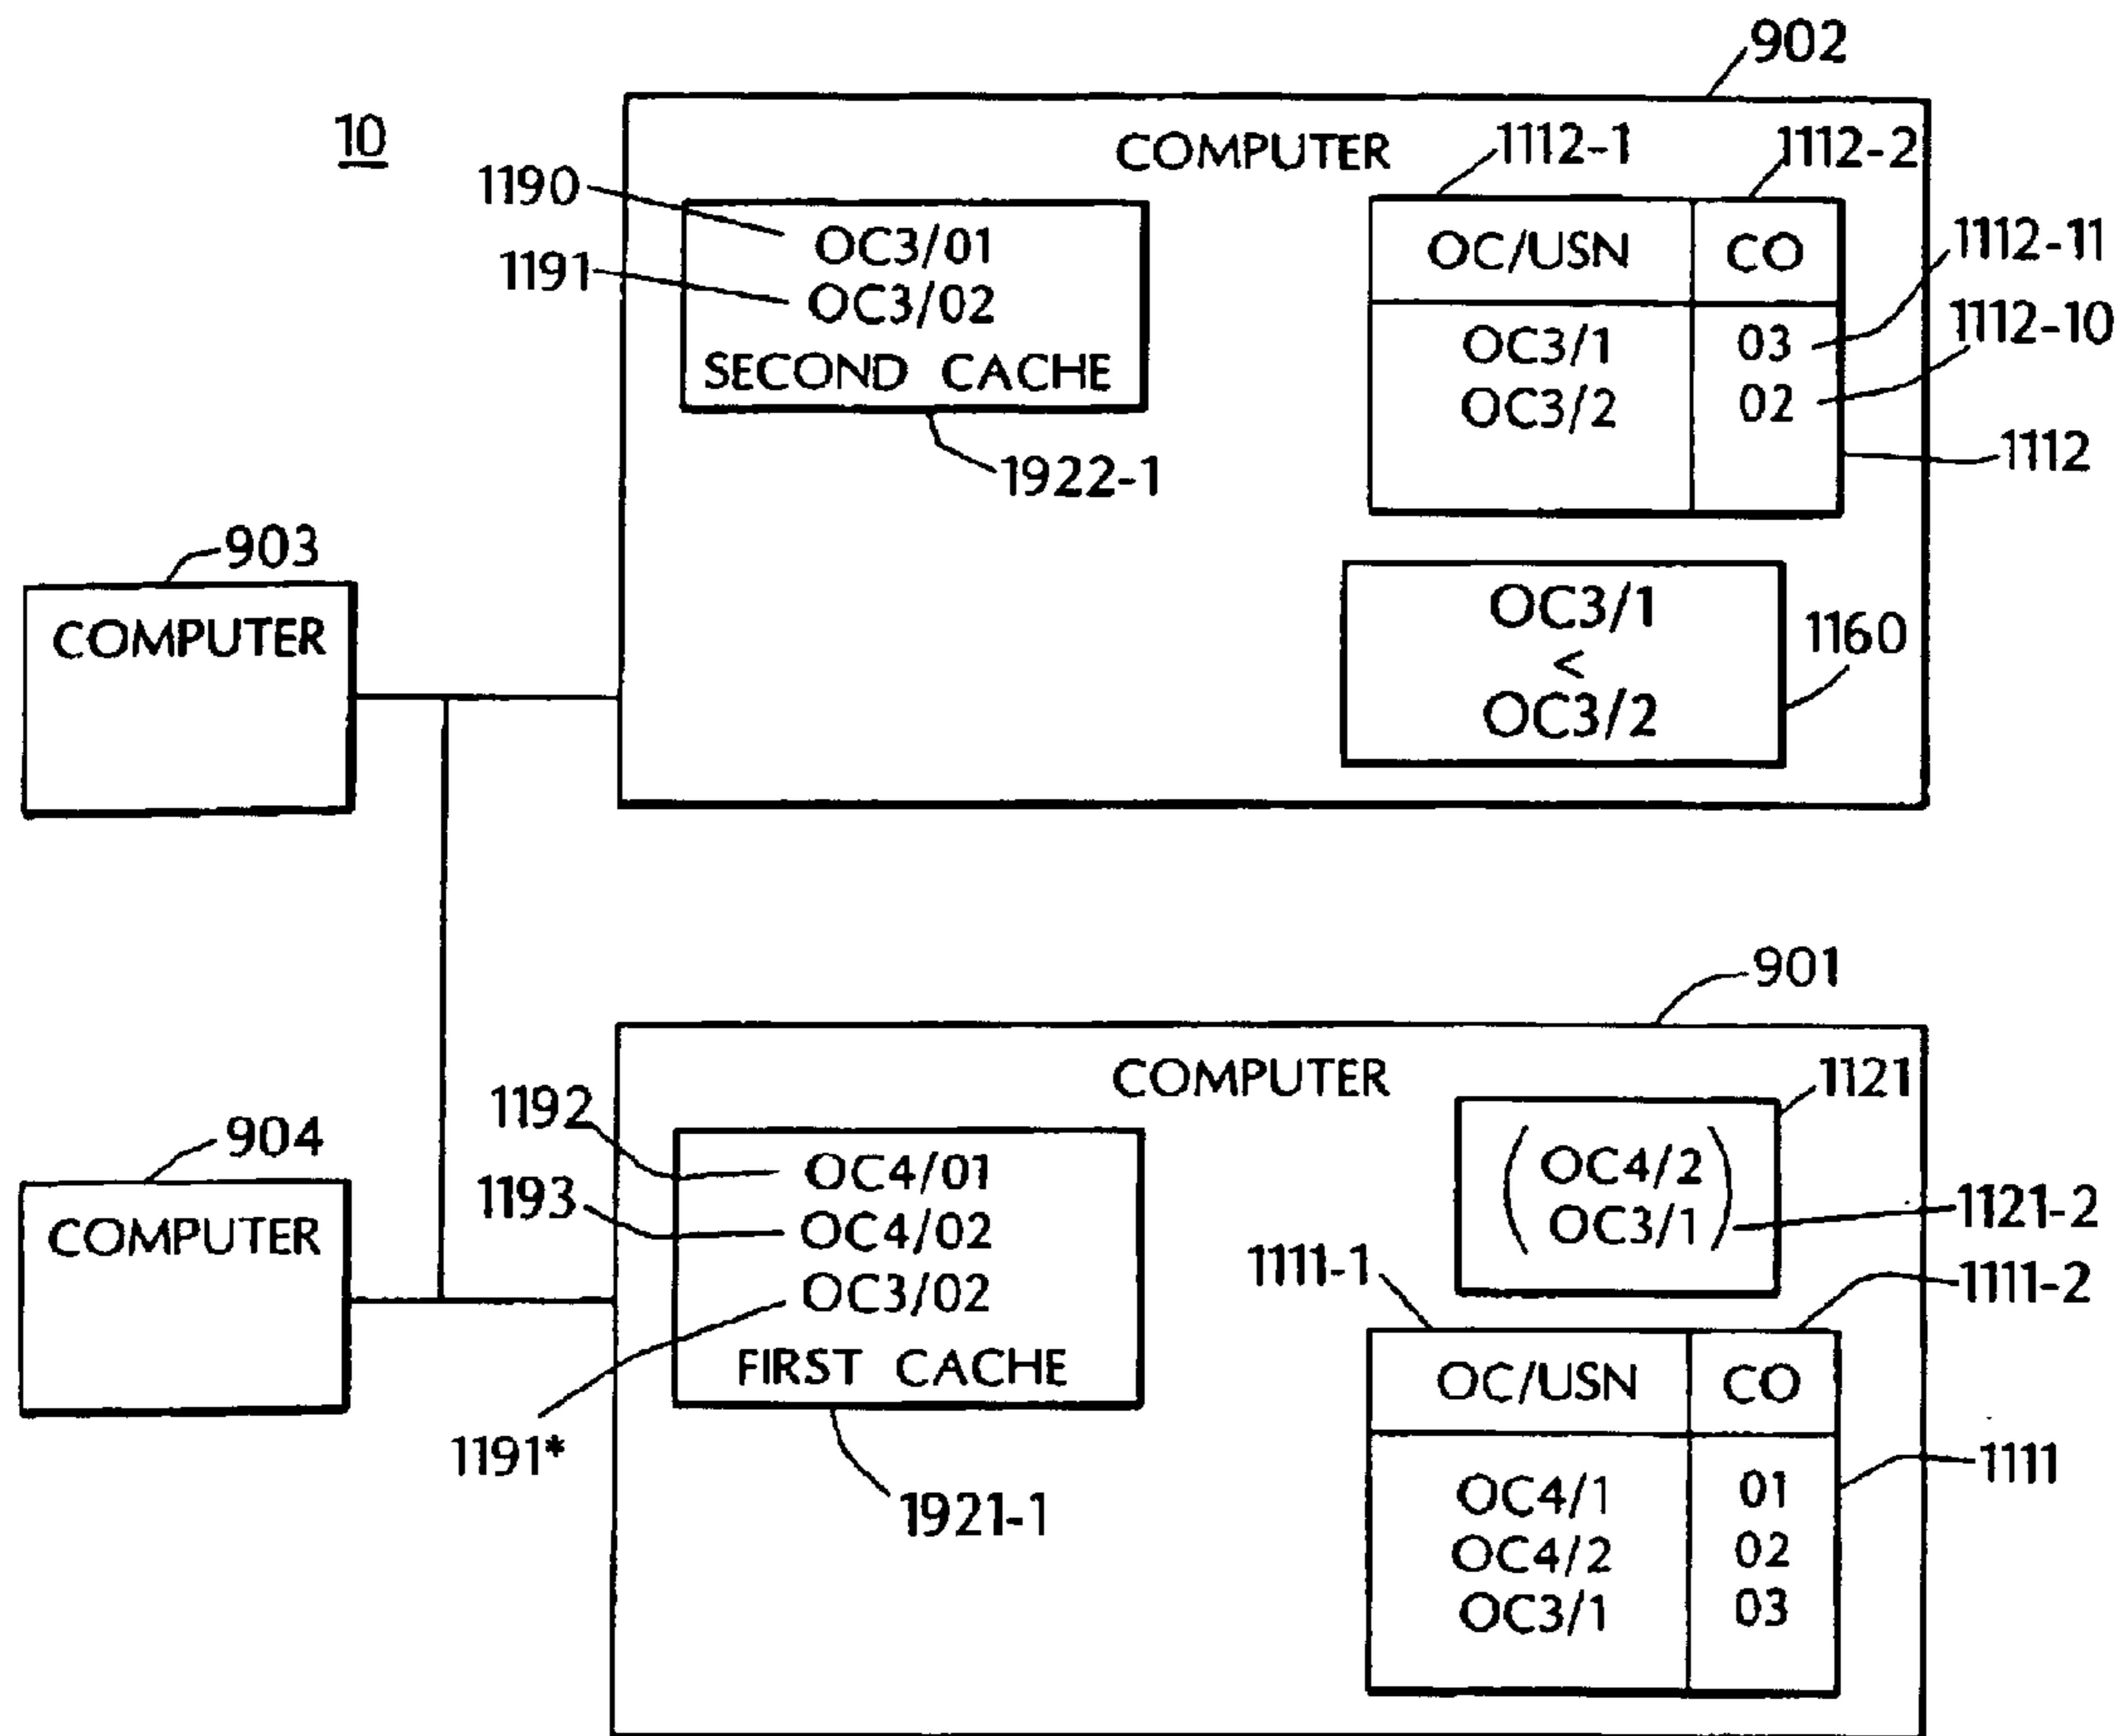 10
902
COMPUTER
1112-1
1112-2
1190
1191
OC3/01
OC3/02
SECOND CACHE
1922-1
OC/USN CO
OC3/1 03
OC3/2 02
1112-11
1112-10
1112
OC3/1
<
OC3/2
1160
903
COMPUTER
904
COMPUTER
901
COMPUTER
1192
1193
OC4/01
OC4/02
OC3/02
FIRST CACHE
1191*
1921-1
1121
OC4/2
OC3/1
1121-2
1111-1
1111-2
OC/USN CO
OC4/1 01
OC4/2 02
OC3/1 03
1111